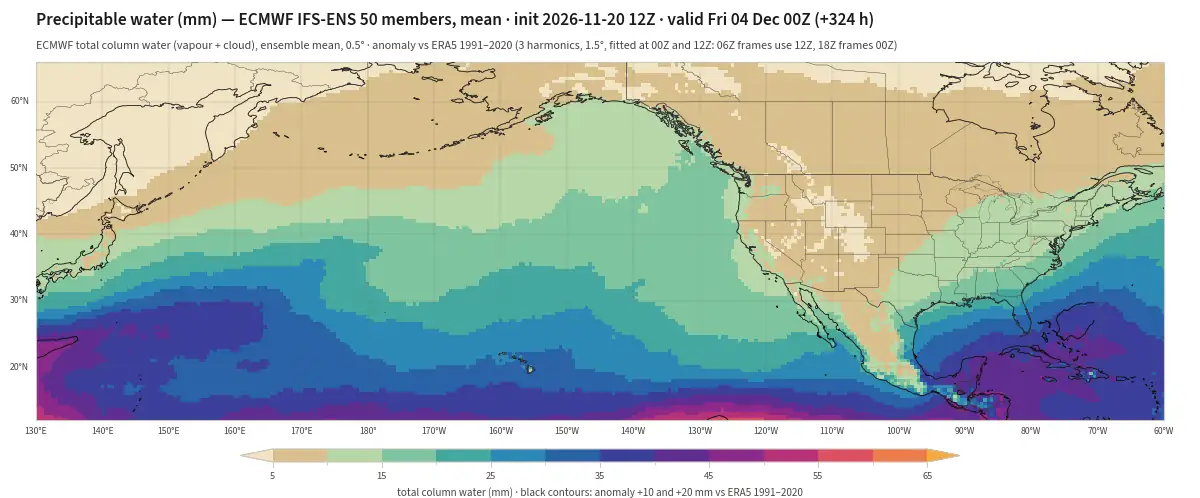 Precipitable water (mm) — ECMWF IFS-ENS 50 members, mean · init 2026-11-20 12Z · valid Fri 04 Dec 00Z (+324 h)
ECMWF total column water (vapour + cloud), ensemble mean, 0.5° · anomaly vs ERA5 1991–2020 (3 harmonics, 1.5°, fitted at 00Z and 12Z: 06Z frames use 12Z, 18Z frames 00Z)
60°N
50°N
40°N
30°N
20°N
130°E 140°E 150°E 160°E 170°E 180° 170°W 160°W 150°W 140°W 130°W 120°W 110°W 100°W 90°W 80°W 70°W 60°W
5 15 25 35 45 55 65
total column water (mm) · black contours: anomaly +10 and +20 mm vs ERA5 1991–2020